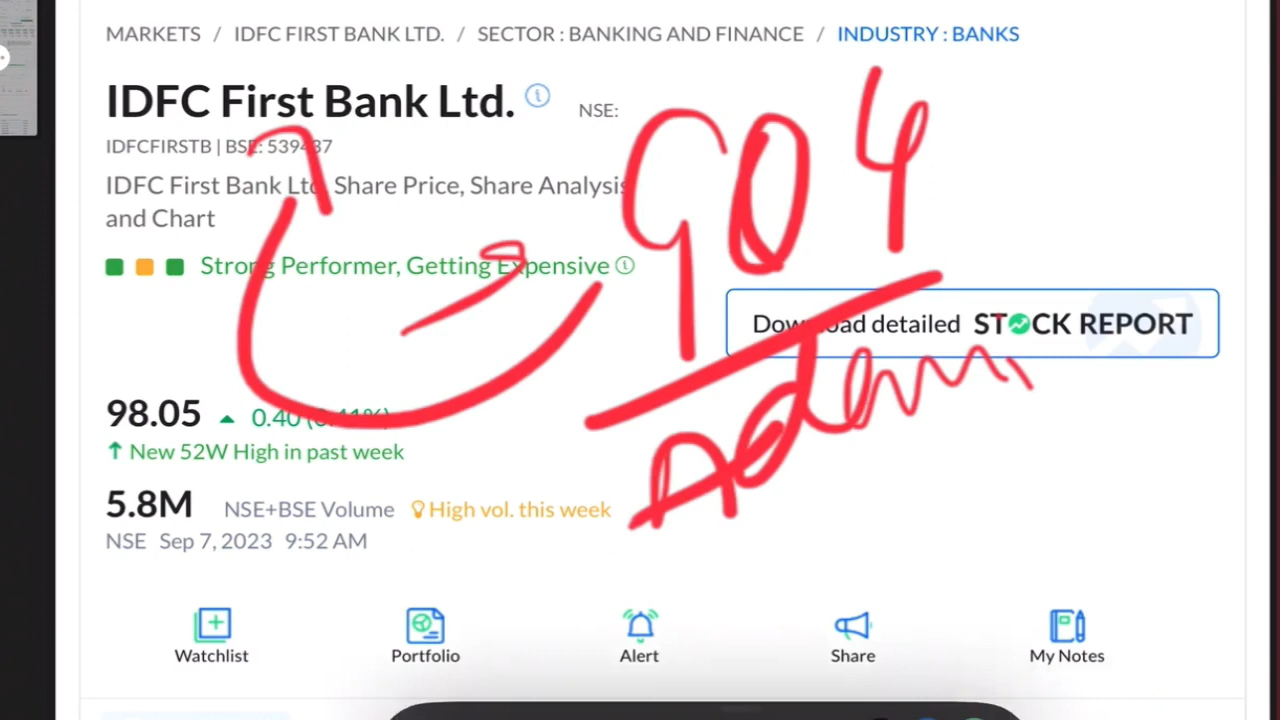 MARKETS / IDFC FIRST BANK LTD. / SECTOR : BANKING AND FINANCE / INDUSTRY : BANKS
IDFC First Bank Ltd. NSE:
IDFCFIRSTB | BSE: 539437
IDFC First Bank Ltd. Share Price, Share Analysis
and Chart
Strong Performer, Getting Expensive
904
Download detailed STOCK REPORT
98.05 0.40 (0.41%)
New 52W High in past week
5.8M NSE+BSE Volume High vol. this week
NSE Sep 7, 2023 9:52 AM
Watchlist Portfolio Alert Share My Notes